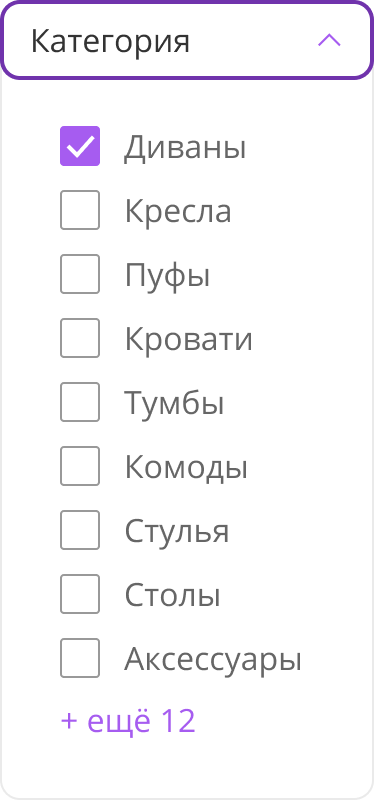 Категория
Диваны
Кресла
Пуфы
Кровати
Тумбы
Комоды
Стулья
Столы
Аксессуары
+ ещё 12